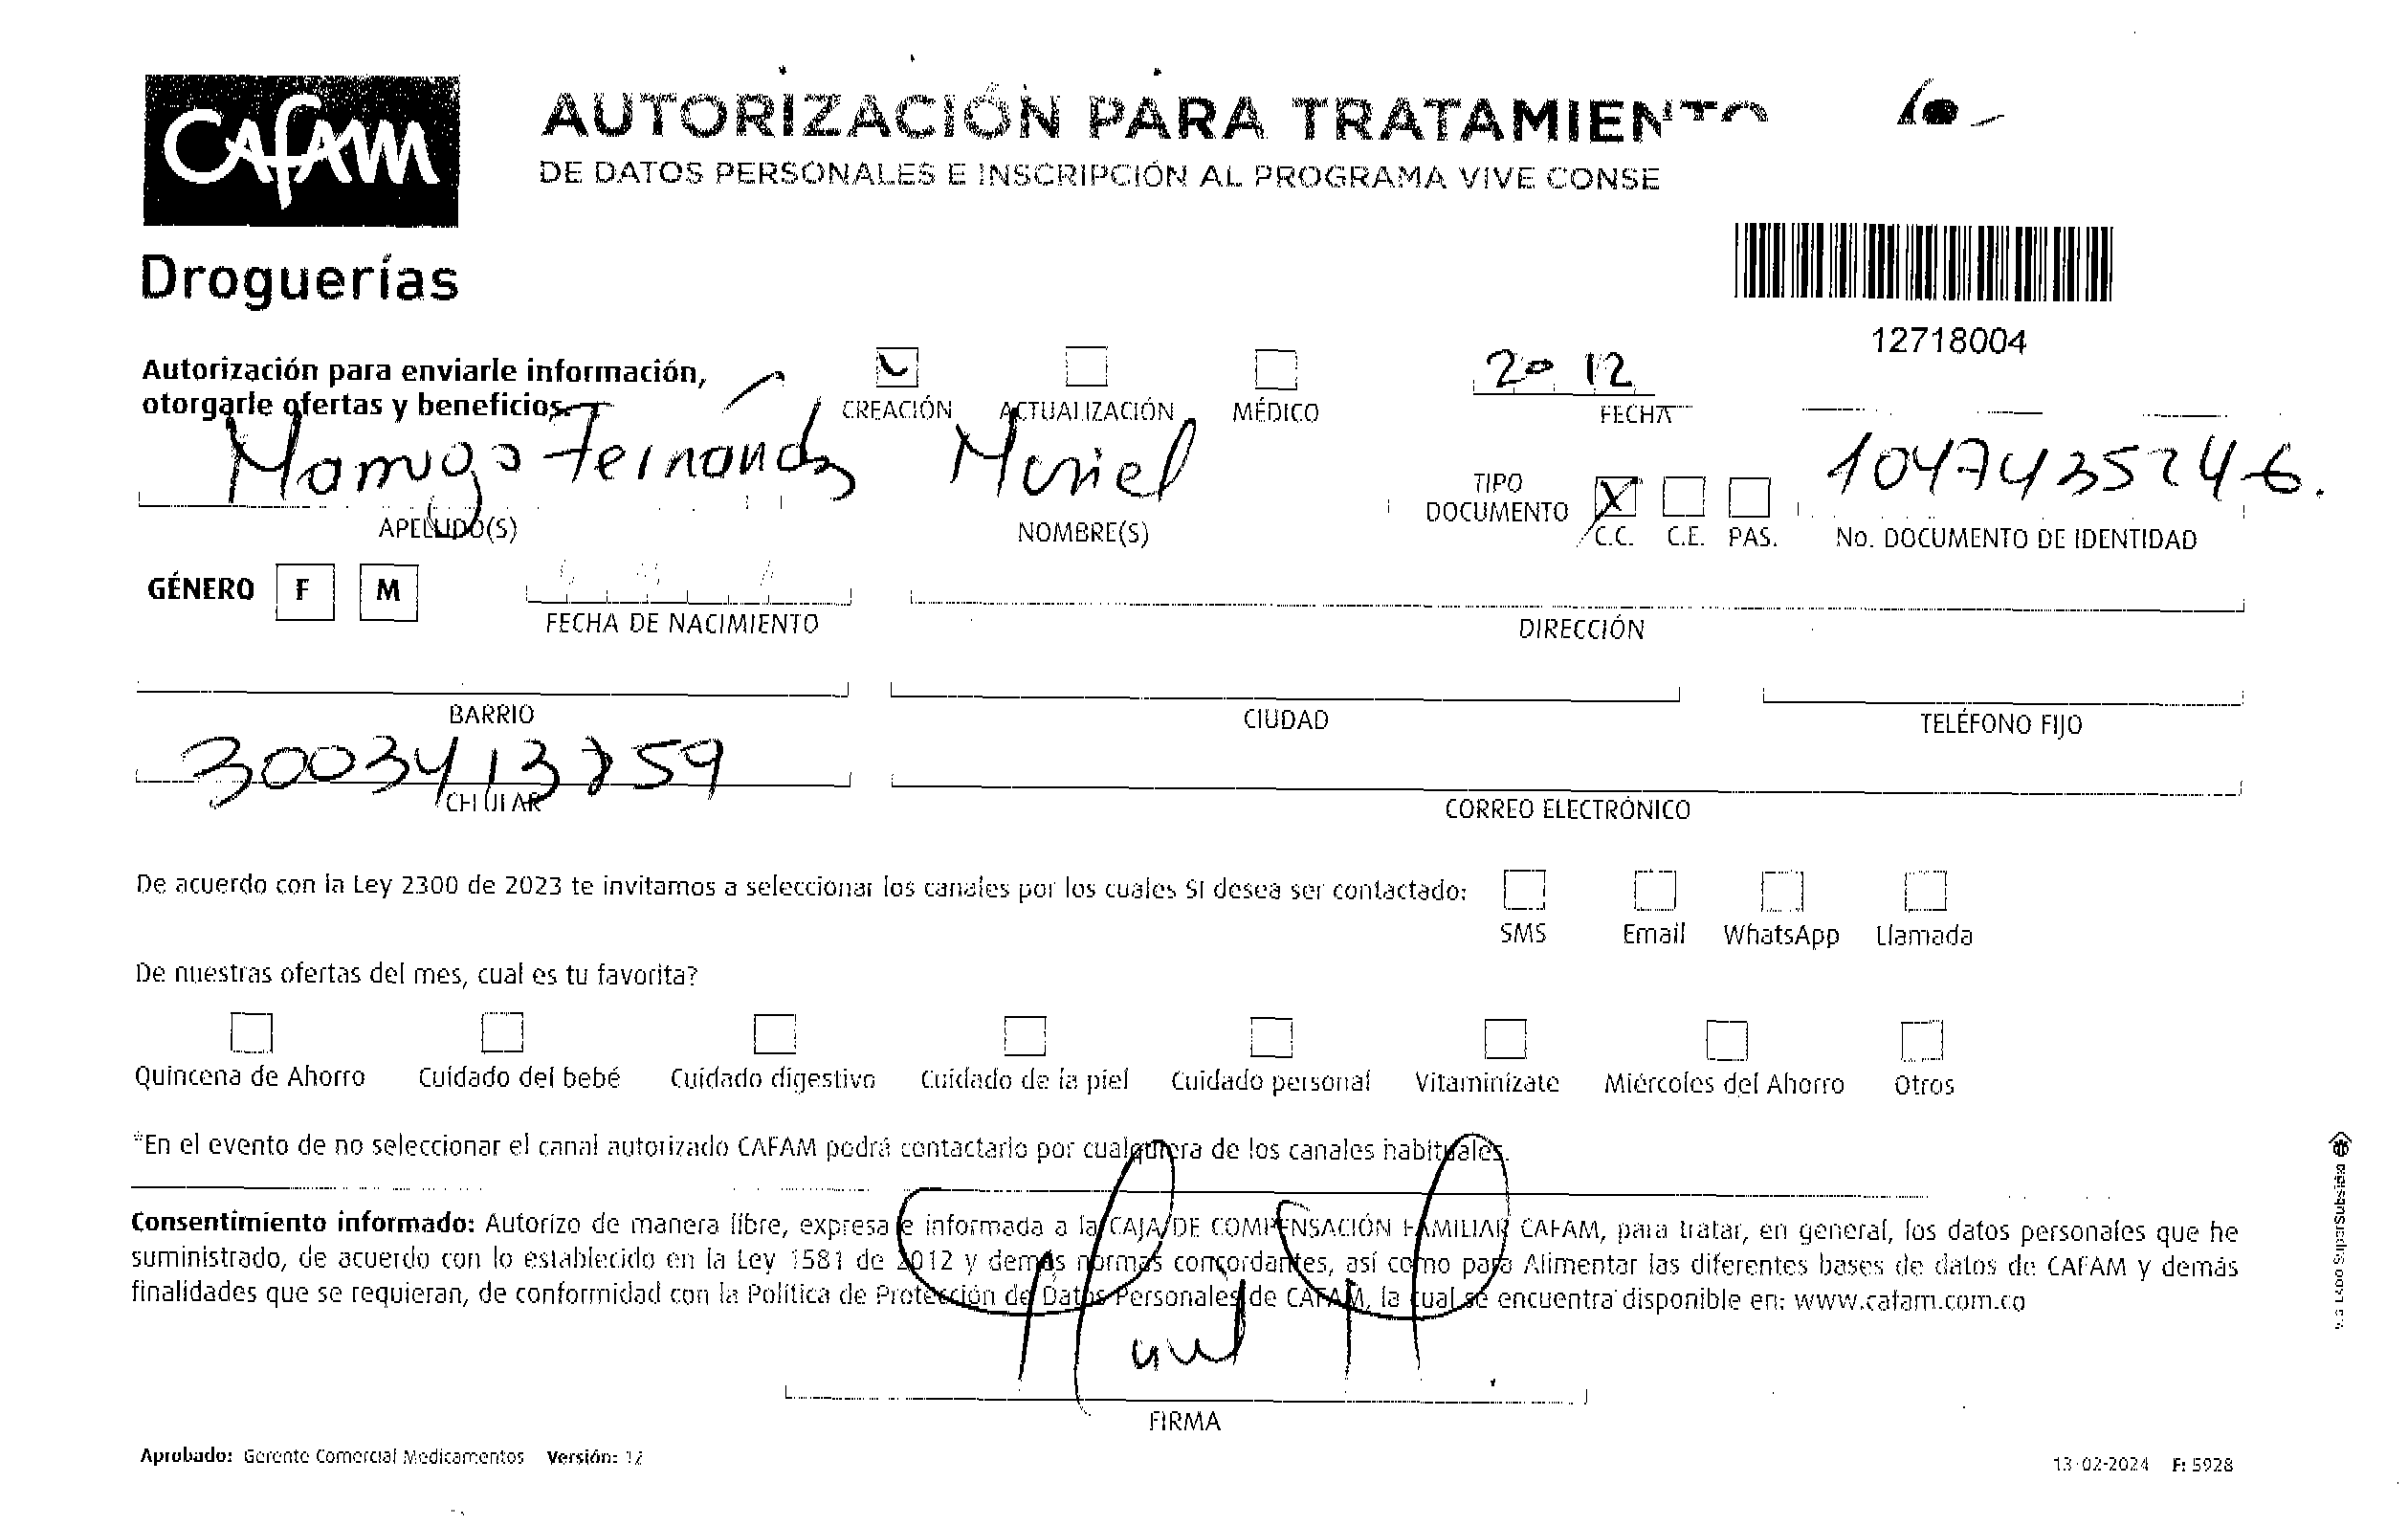 CAFAM
AUTORIZACIÓN PARA TRATAMIENTO
DE DATOS PERSONALES E INSCRIPCIÓN AL PROGRAMA VIVE CONSE
Droguerías
12718004
Autorización para enviarle información,
otorgarle ofertas y beneficios.
CREACIÓN ACTUALIZACIÓN MÉDICO
20 12
FECHA
Fernández Muriel
APELLIDO(S) NOMBRE(S)
TIPO DOCUMENTO X C.C. C.E. PAS.
1047435246.
No. DOCUMENTO DE IDENTIDAD
GÉNERO F M
FECHA DE NACIMIENTO DIRECCIÓN
BARRIO CIUDAD TELÉFONO FIJO
3003413759
CELULAR CORREO ELECTRÓNICO
De acuerdo con la Ley 2300 de 2023 te invitamos a seleccionar los canales por los cuales SI desea ser contactado:
SMS Email WhatsApp Llamada
De nuestras ofertas del mes, cual es tu favorita?
Quincena de Ahorro Cuidado del bebé Cuidado digestivo Cuidado de la piel Cuidado personal Vitaminízate Miércoles del Ahorro Otros
*En el evento de no seleccionar el canal autorizado CAFAM podrá contactarlo por cualquiera de los canales habituales.
Consentimiento informado: Autorizo de manera libre, expresa e informada a la CAJA DE COMPENSACIÓN FAMILIAR CAFAM, para tratar, en general, los datos personales que he
suministrado, de acuerdo con lo establecido en la Ley 1581 de 2012 y demás normas concordantes, así como para Alimentar las diferentes bases de datos de CAFAM y demás
finalidades que se requieran, de conformidad con la Política de Protección de Datos Personales de CAFAM, la cual se encuentra disponible en: www.cafam.com.co
FIRMA
Aprobado: Gerente Comercial Medicamentos Versión: 12
13-02-2024 F: 5928